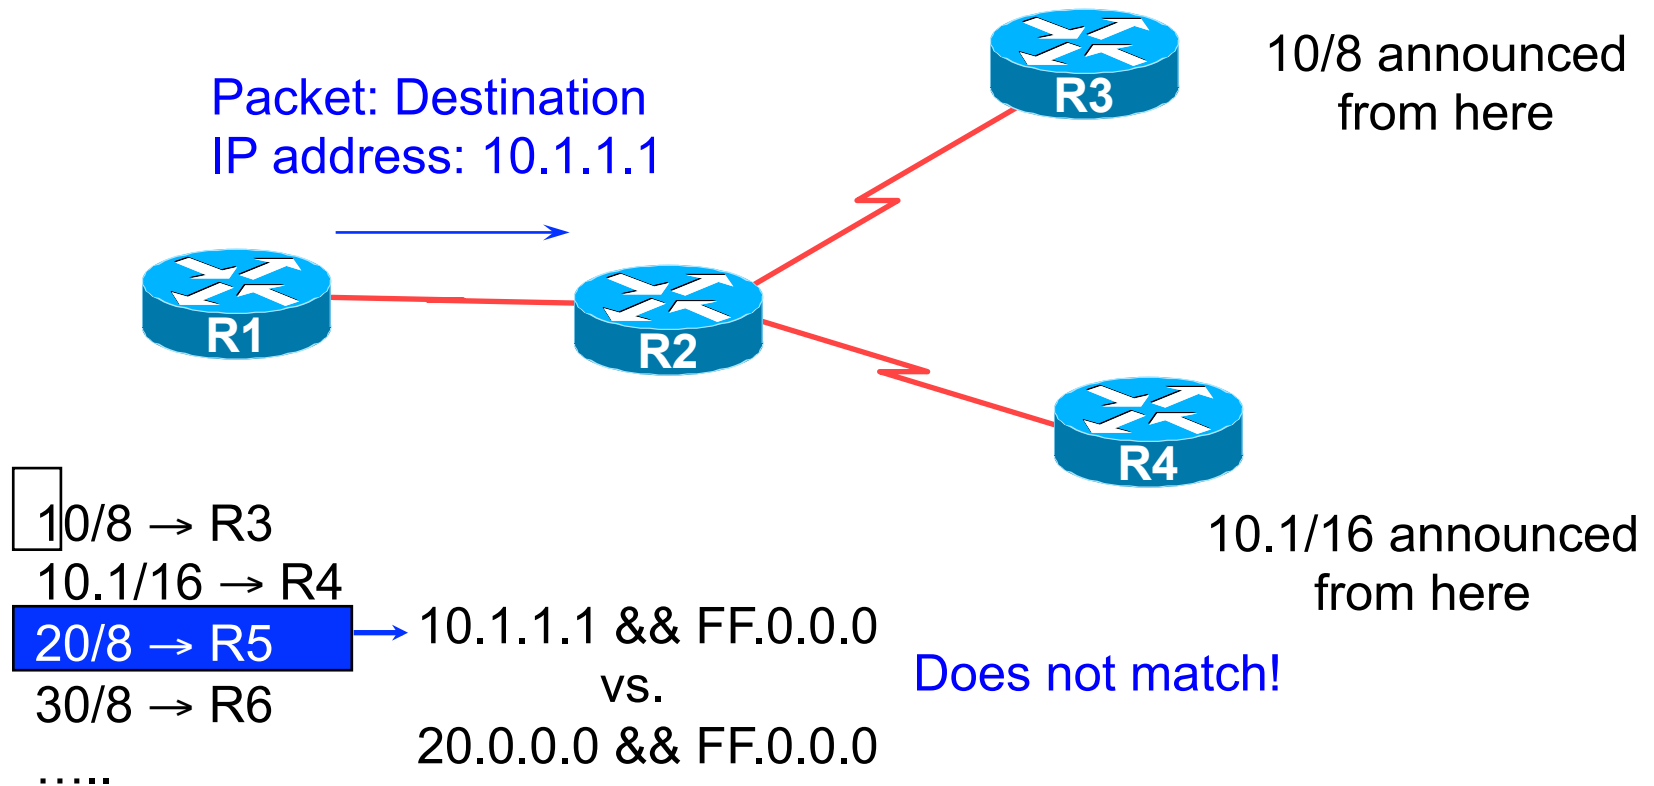 Packet: Destination
IP address: 10.1.1.1
R3
10/8 announced
from here
R1
R2
R4
10.1/16 announced
from here
10/8 → R3
10.1/16 → R4
20/8 → R5
30/8 → R6
…..
10.1.1.1 && FF.0.0.0
vs.
20.0.0.0 && FF.0.0.0
Does not match!